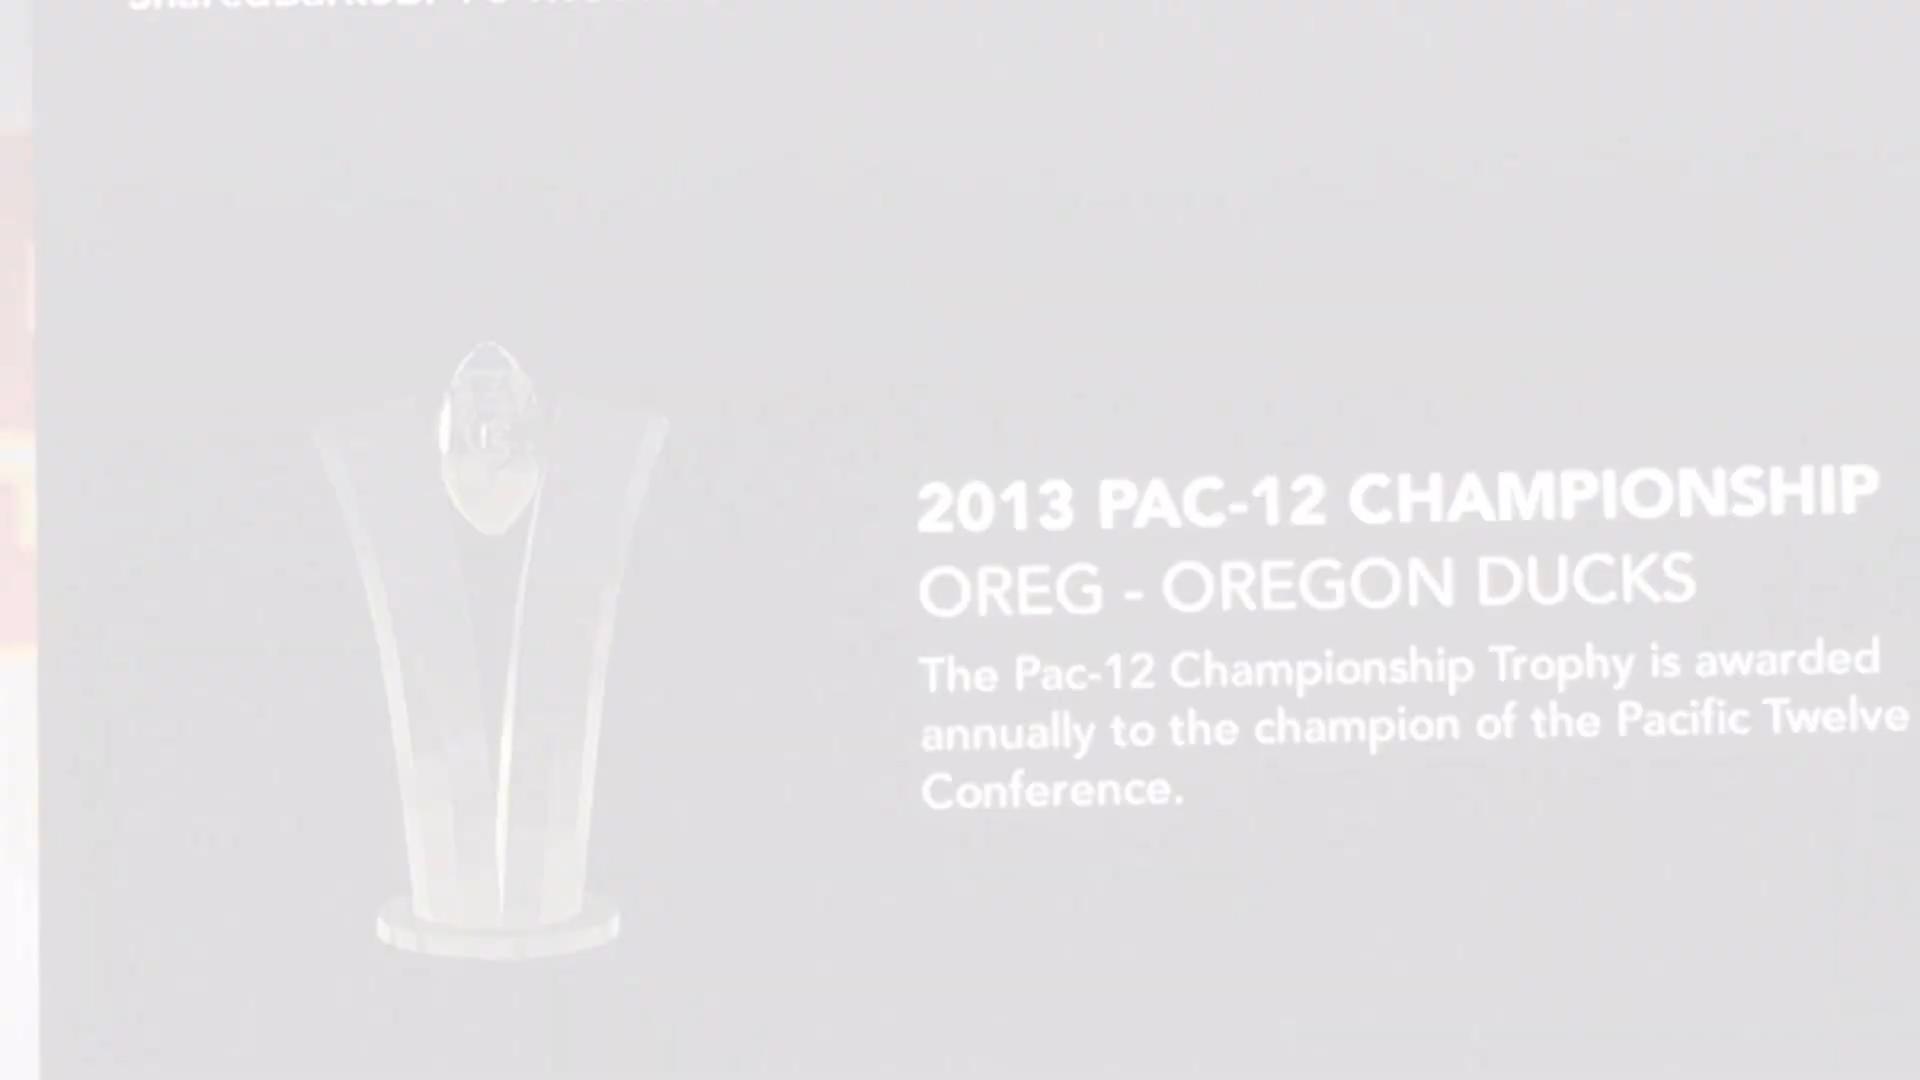 2013 PAC-12 CHAMPIONSHIP
OREG - OREGON DUCKS
The Pac-12 Championship Trophy is awarded
annually to the champion of the Pacific Twelve
Conference.